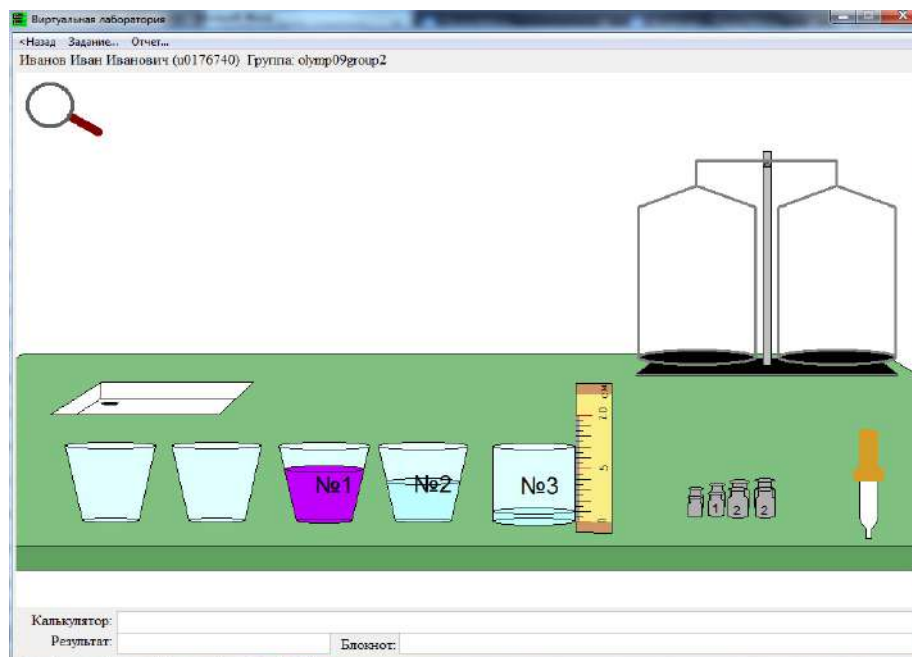 Виртуальная лаборатория
<Назад Задание... Отчет...
Иванов Иван Иванович (u0176740) Группа: olymp09group2
№1 №2 №3
0 5 10 см
1 2 2
Калькулятор:
Результат: Блокнот: